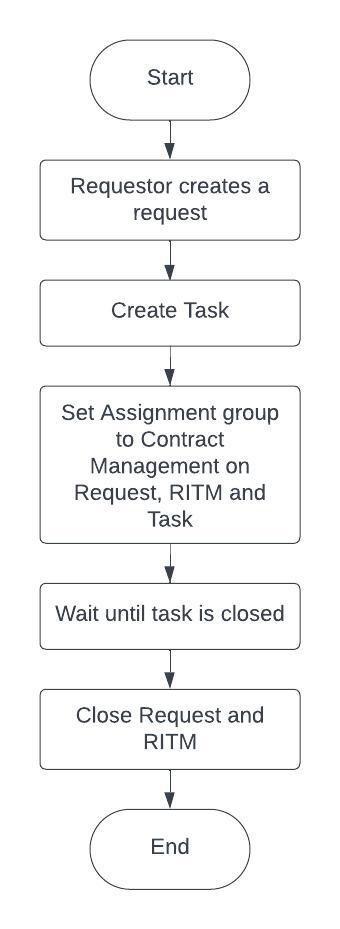 Start
Requestor creates a
request
Create Task
Set Assignment group
to Contract
Management on
Request, RITM and
Task
Wait until task is closed
Close Request and
RITM
End